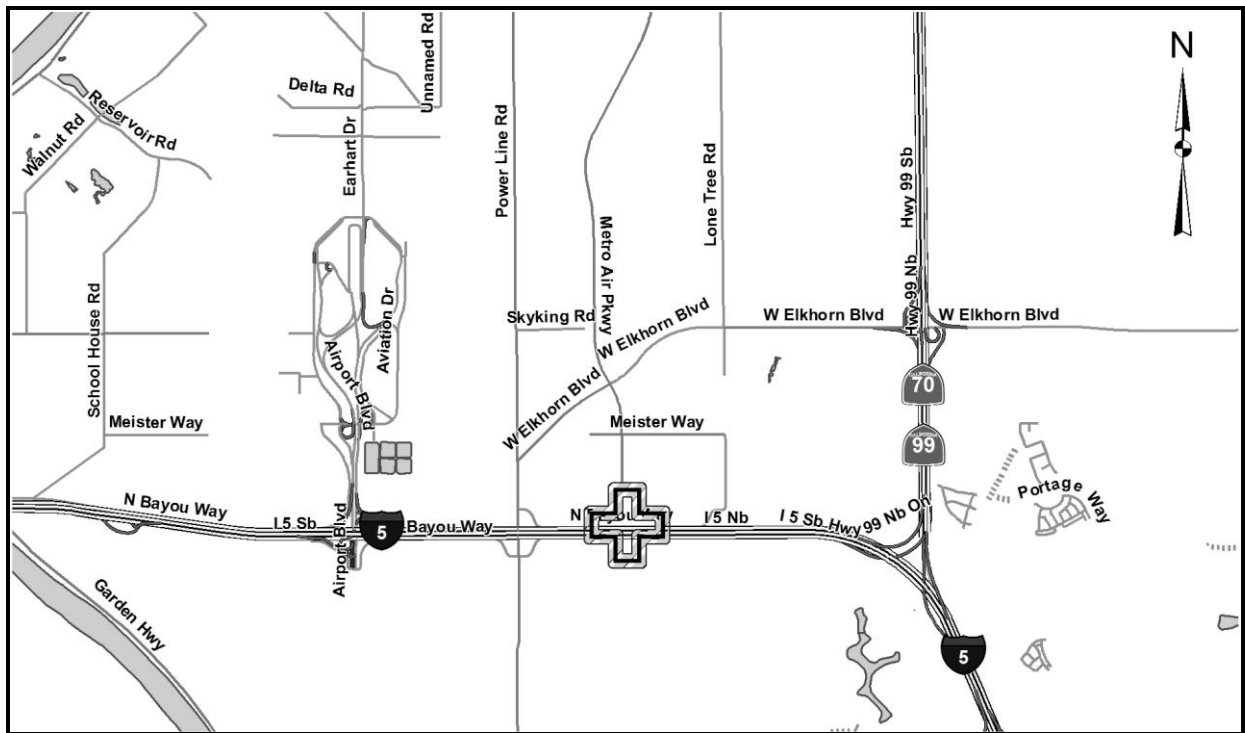 N
Unnamed Rd
Delta Rd
Reservoir Rd
Walnut Rd
Earhart Dr
Power Line Rd
Lone Tree Rd
Hwy 99 Sb
Metro Air Pkwy
Hwy 99 Nb
School House Rd
Aviation Dr
Airport Blvd
Skyking Rd
W Elkhorn Blvd
W Elkhorn Blvd
W Elkhorn Blvd
W Elkhorn Blvd
70
99
Meister Way
Meister Way
Portage Way
N Bayou Way
I 5 Sb
5
Bayou Way
N
I 5 Nb
I 5 Sb Hwy 99 Nb On
Airport Blvd
Garden Hwy
5